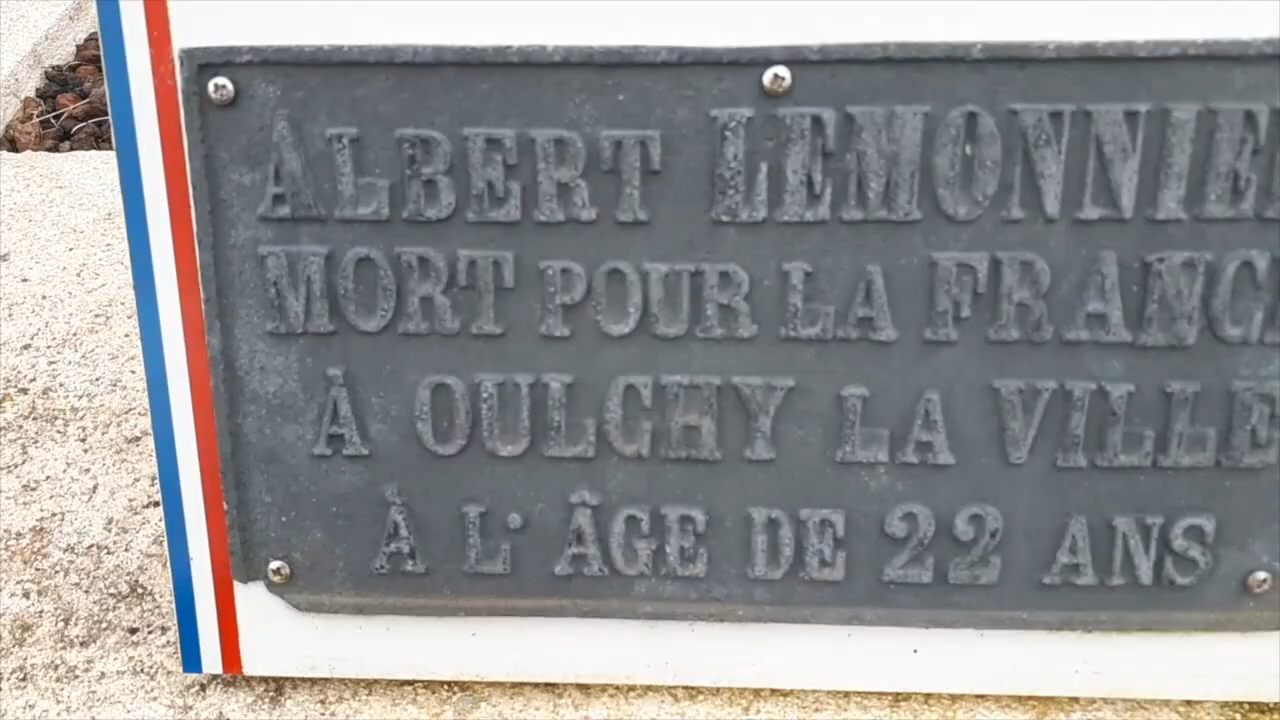 ALBERT LEMONNIE
MORT POUR LA FRANC
À OULCHY LA VILLE
À L' ÂGE DE 22 ANS